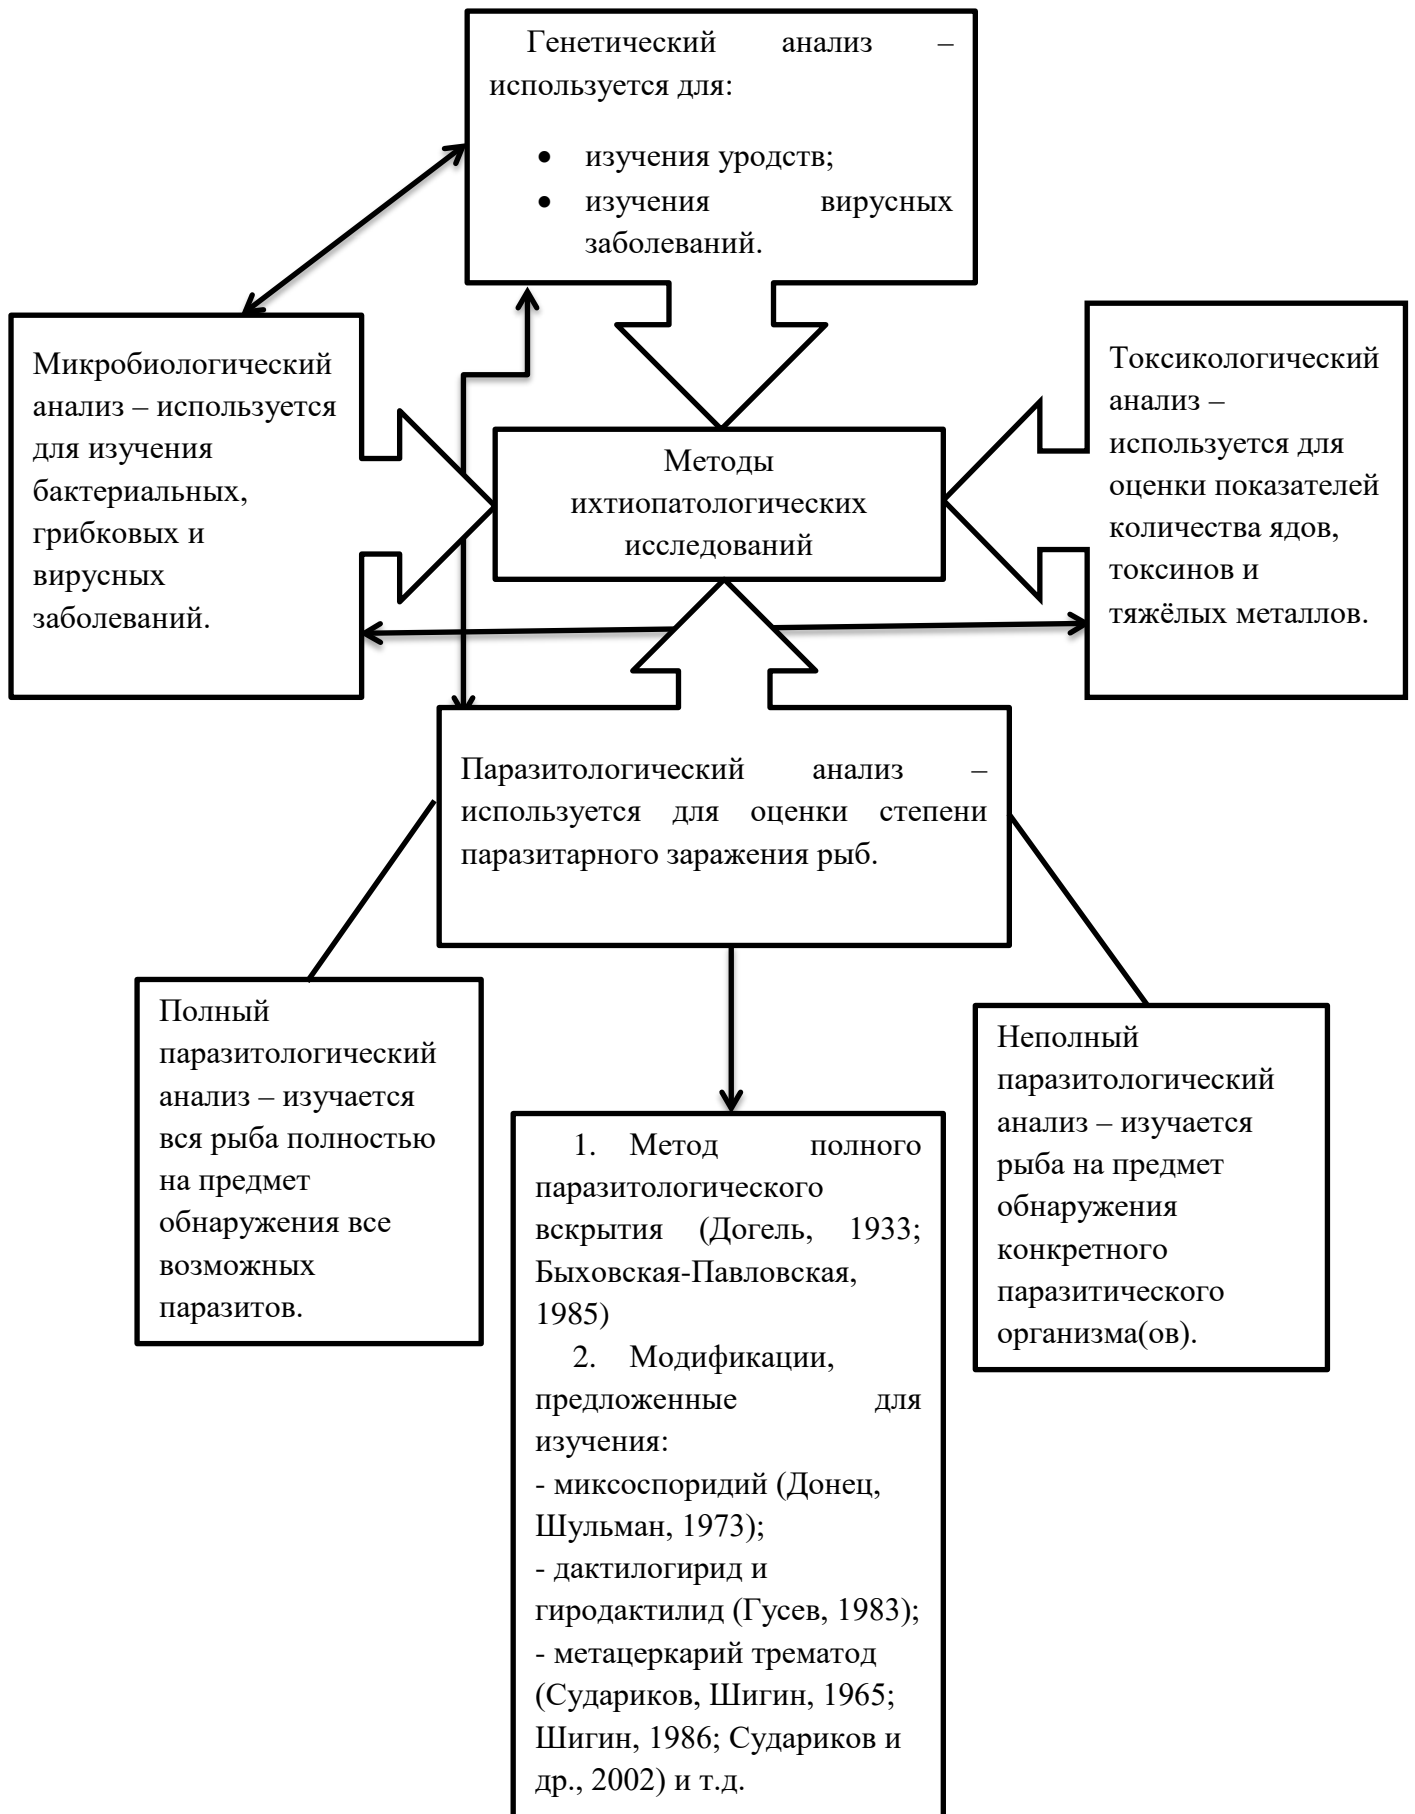 Генетический анализ –
используется для:
• изучения уродств;
• изучения вирусных
заболеваний.
Микробиологический
анализ – используется
для изучения
бактериальных,
грибковых и
вирусных
заболеваний.
Методы
ихтиопатологических
исследований
Токсикологический
анализ –
используется для
оценки показателей
количества ядов,
токсинов и
тяжёлых металлов.
Паразитологический анализ –
используется для оценки степени
паразитарного заражения рыб.
Полный
паразитологический
анализ – изучается
вся рыба полностью
на предмет
обнаружения все
возможных
паразитов.
1. Метод полного
паразитологического
вскрытия (Догель, 1933;
Быховская-Павловская,
1985)
2. Модификации,
предложенные для
изучения:
- миксоспоридий (Донец,
Шульман, 1973);
- дактилогирид и
гиродактилид (Гусев, 1983);
- метацеркарий трематод
(Судариков, Шигин, 1965;
Шигин, 1986; Судариков и
др., 2002) и т.д.
Неполный
паразитологический
анализ – изучается
рыба на предмет
обнаружения
конкретного
паразитического
организма(ов).